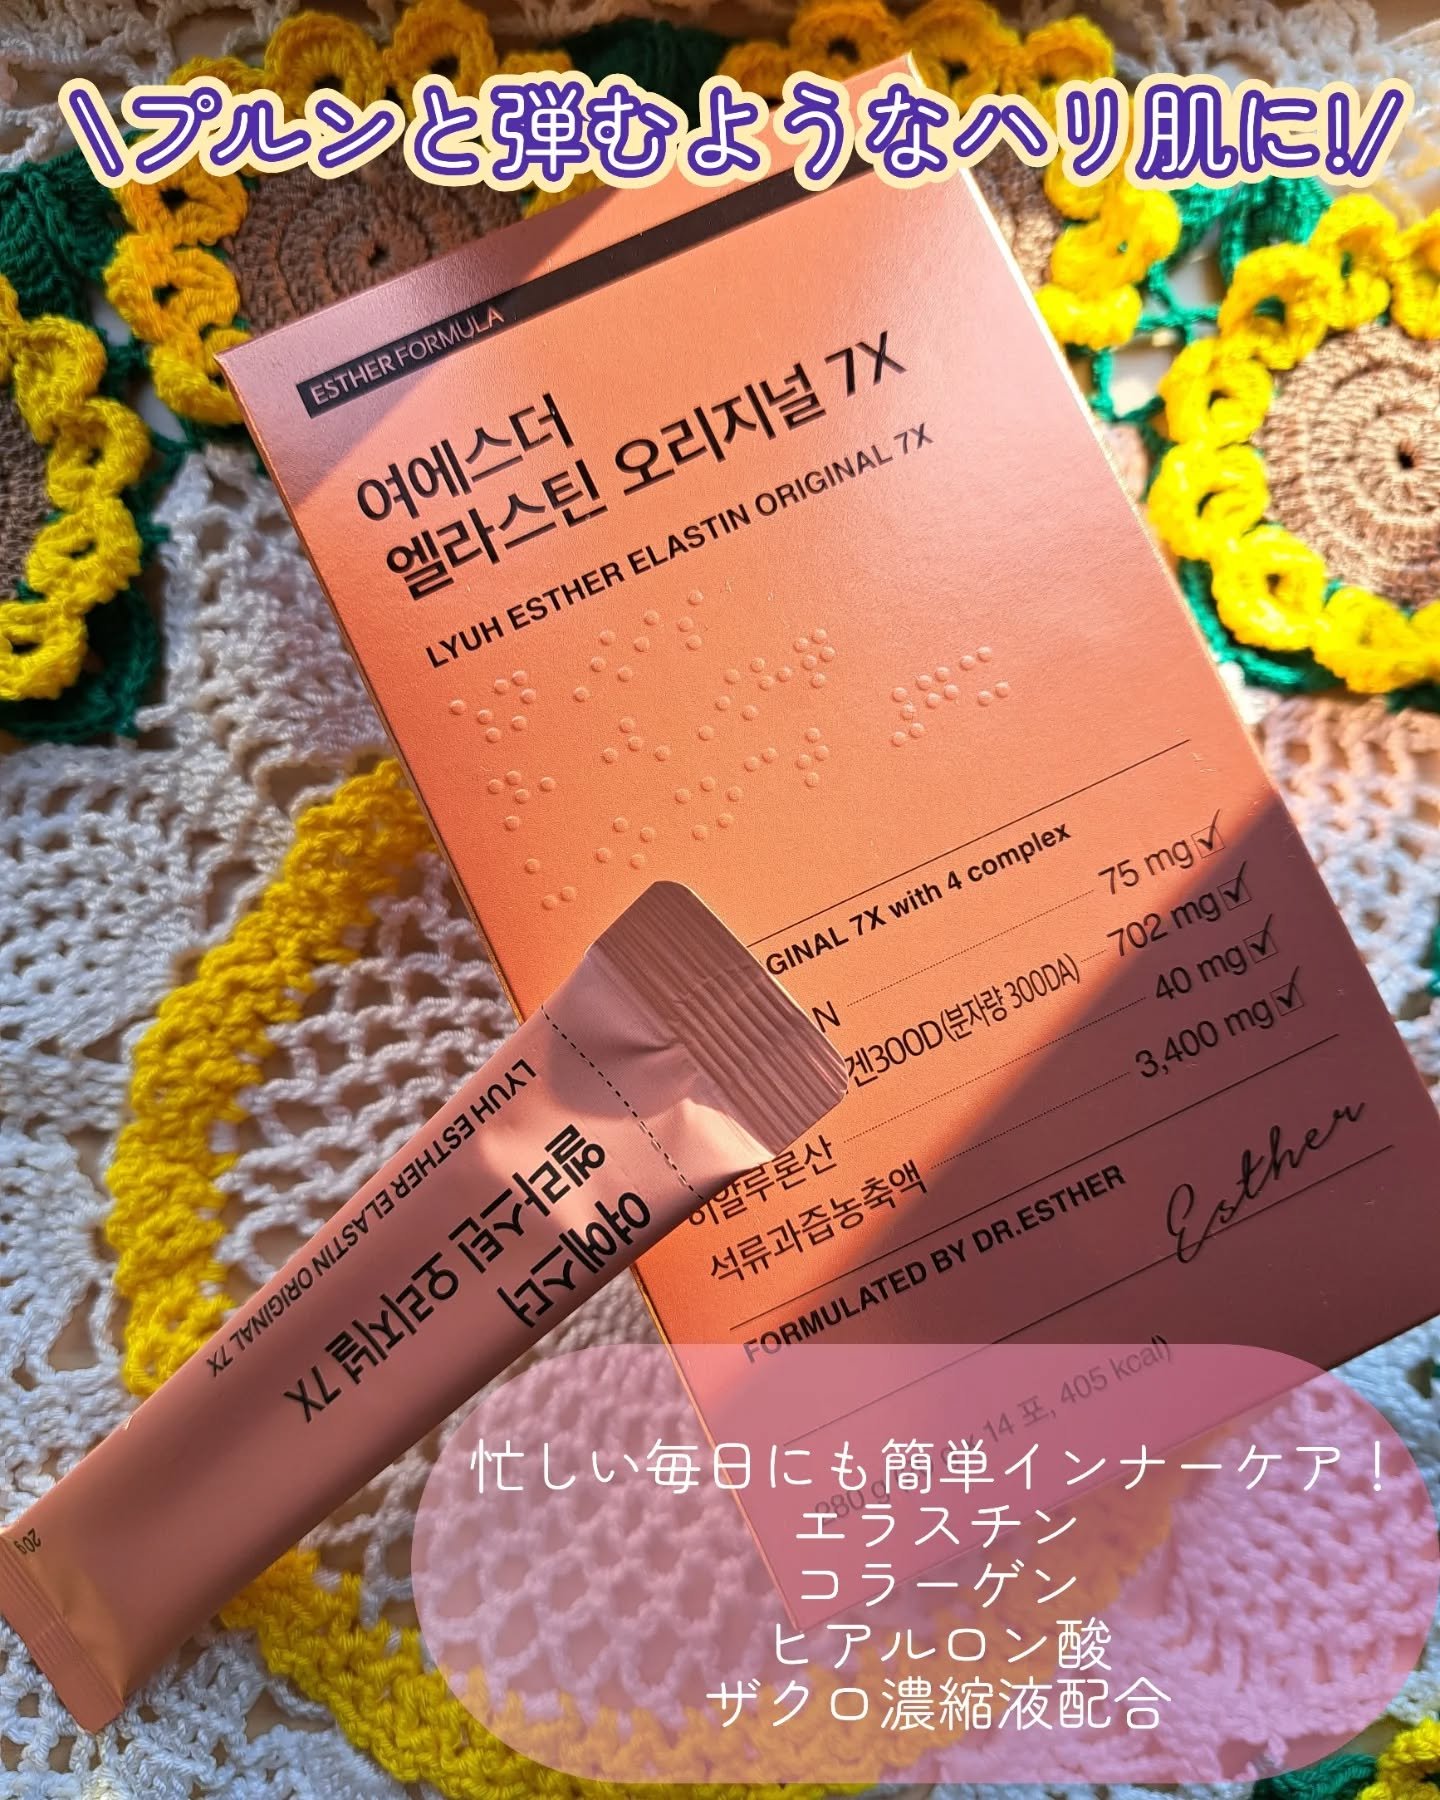 \プルンと弾むようなハリ肌に!/
ESTHER FORMULA
여에스더
엘라스틴 오리지널 7X
LYUH ESTHER ELASTIN ORIGINAL 7X
GINAL 7X with 4 complex
N 75 mg
겐300D(분자량 300DA) 702 mg
히알루론산 40 mg
석류과즙농축액 3,400 mg
FORMULATED BY DR.ESTHER
Esther
14 포, 405 kcal)
여에스더
엘라스틴 오리지널 7X
LYUH ESTHER ELASTIN ORIGINAL 7X
20g
忙しい毎日にも簡単インナーケア！
エラスチン
コラーゲン
ヒアルロン酸
ザクロ濃縮液配合